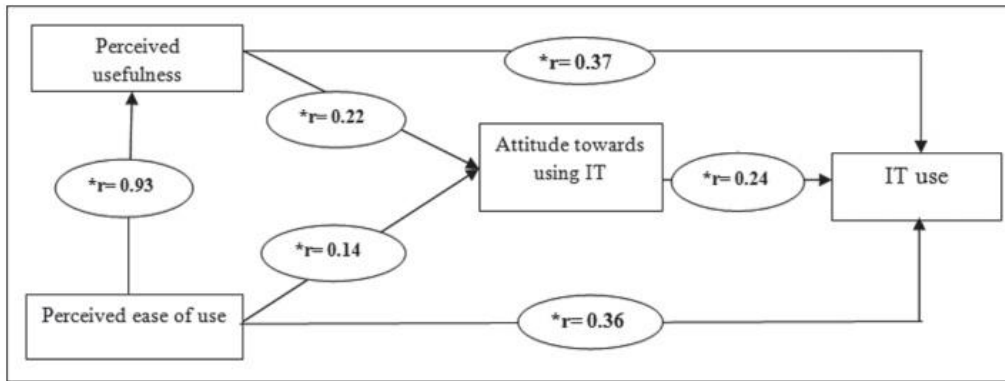 Perceived
usefulness
*r= 0.37
*r= 0.22
Attitude towards
using IT
*r= 0.93
*r= 0.24
IT use
*r= 0.14
Perceived ease of use
*r= 0.36